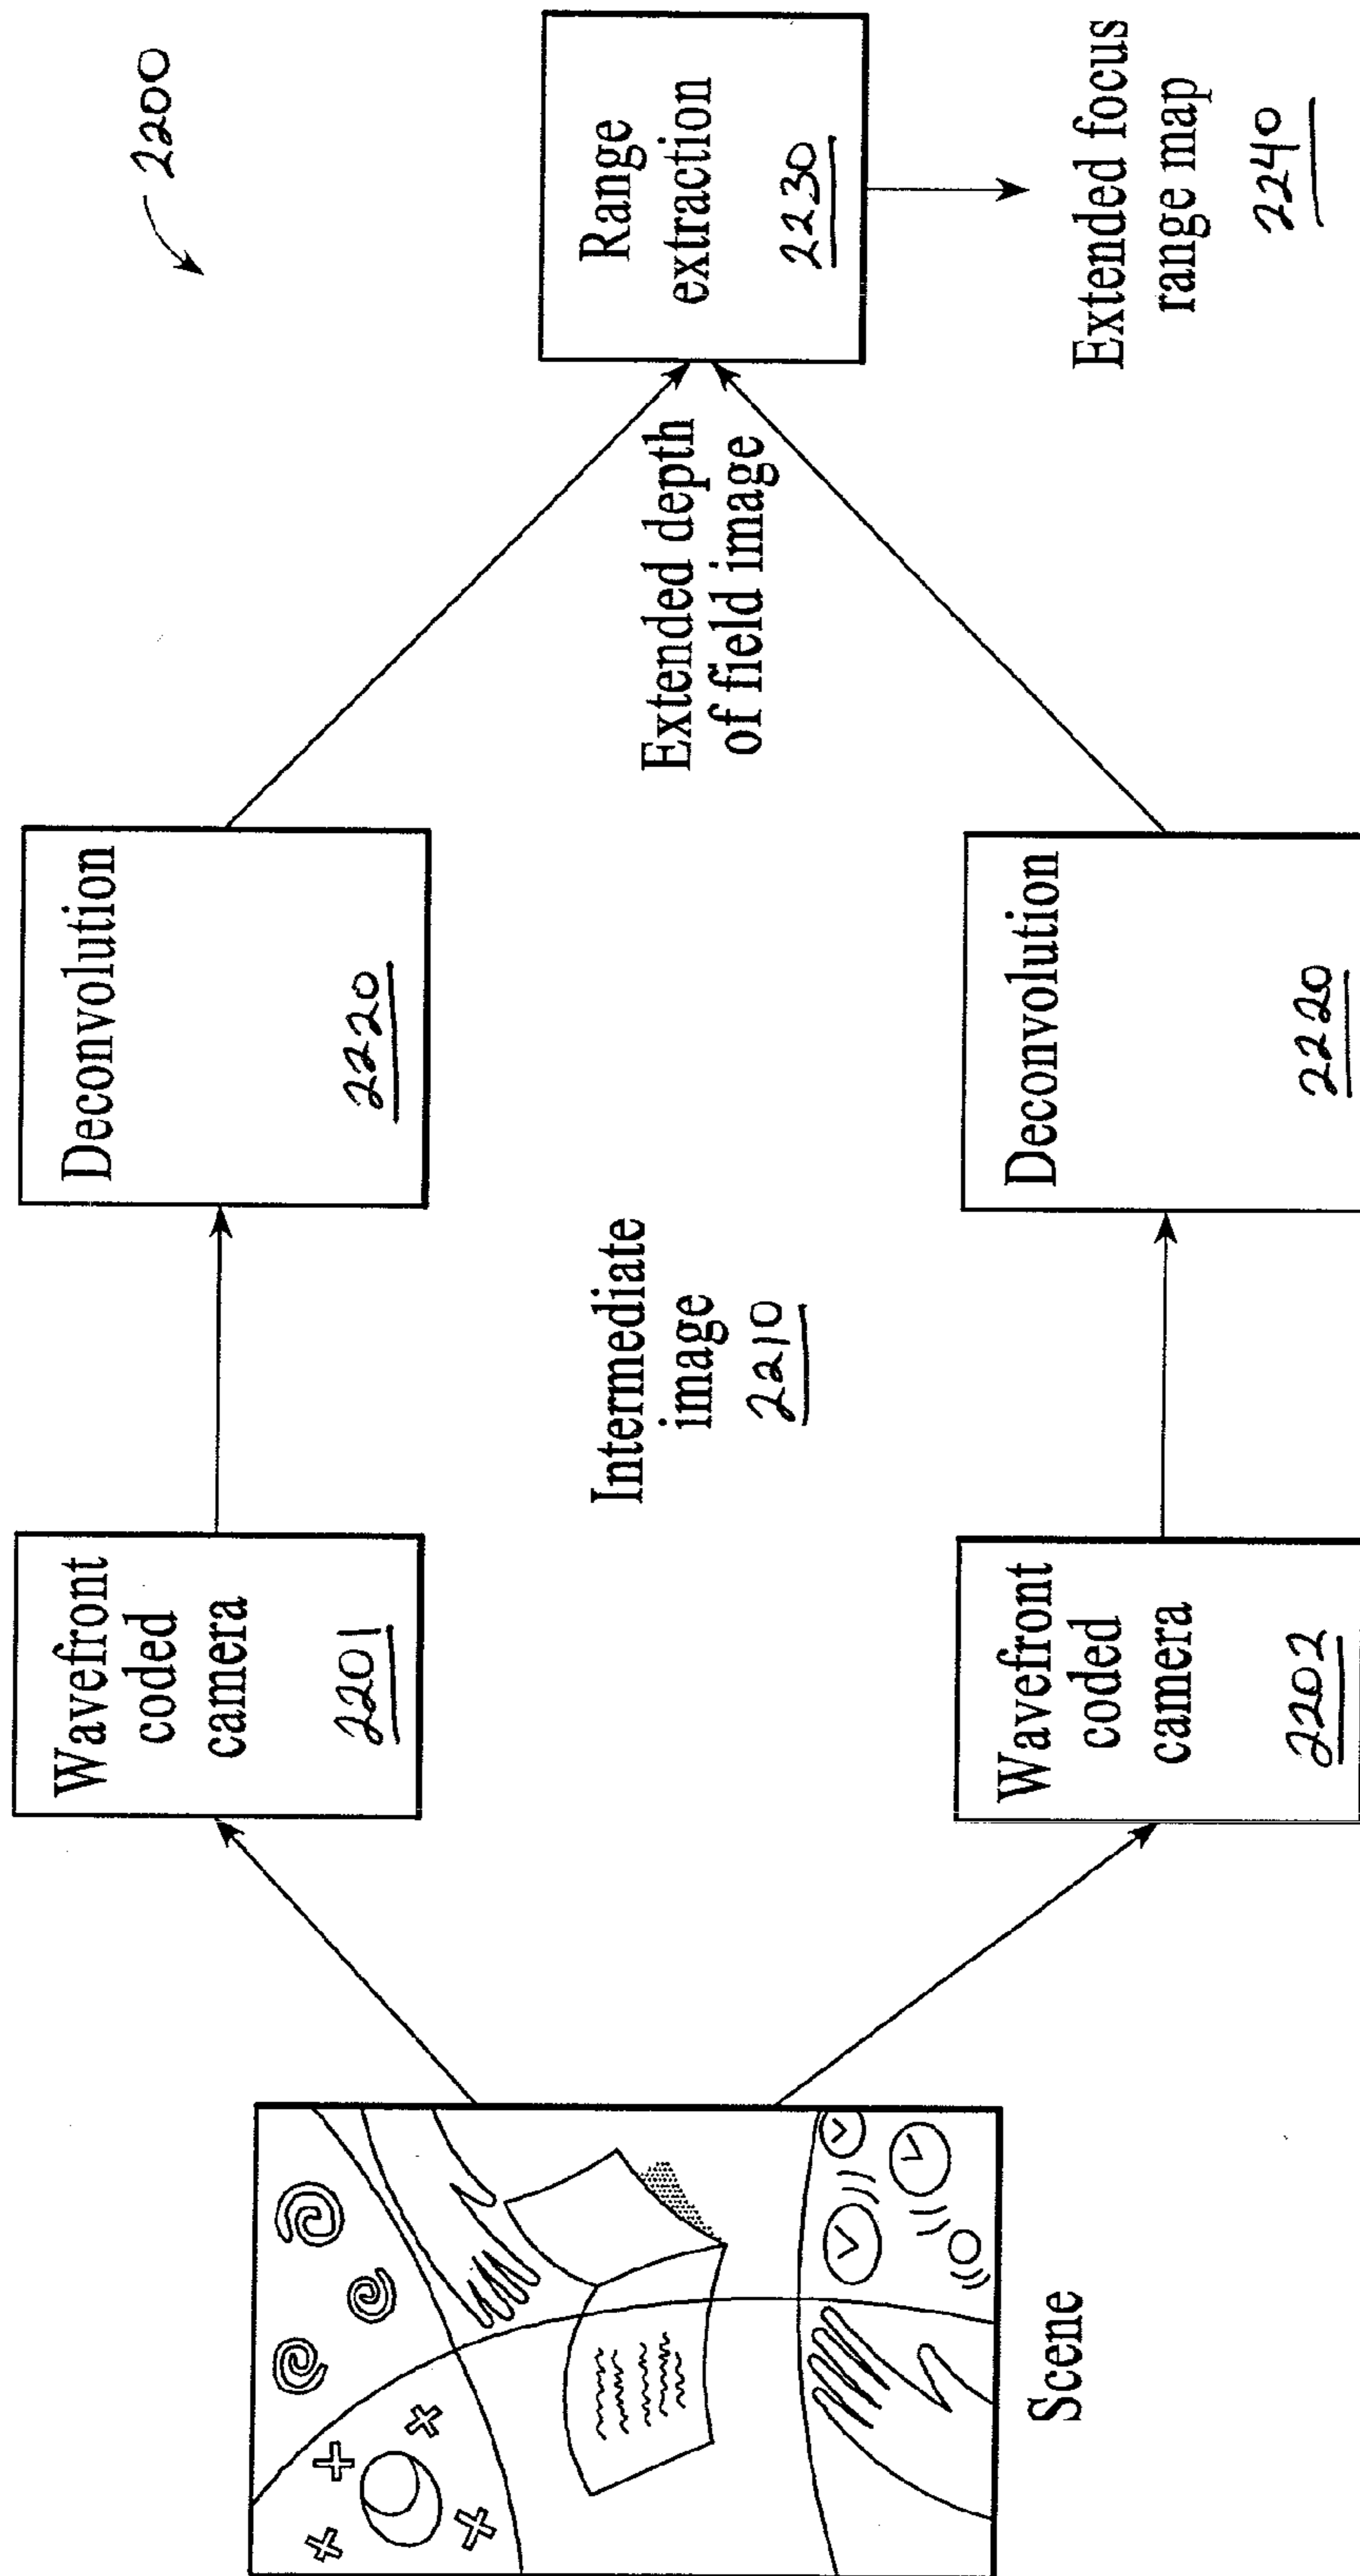 2200
Wavefront
coded
camera
2201
Deconvolution
2220
Range
extraction
2230
Intermediate
image
2210
Extended depth
of field image
Extended focus
range map
2240
Wavefront
coded
camera
2202
Deconvolution
2220
Scene